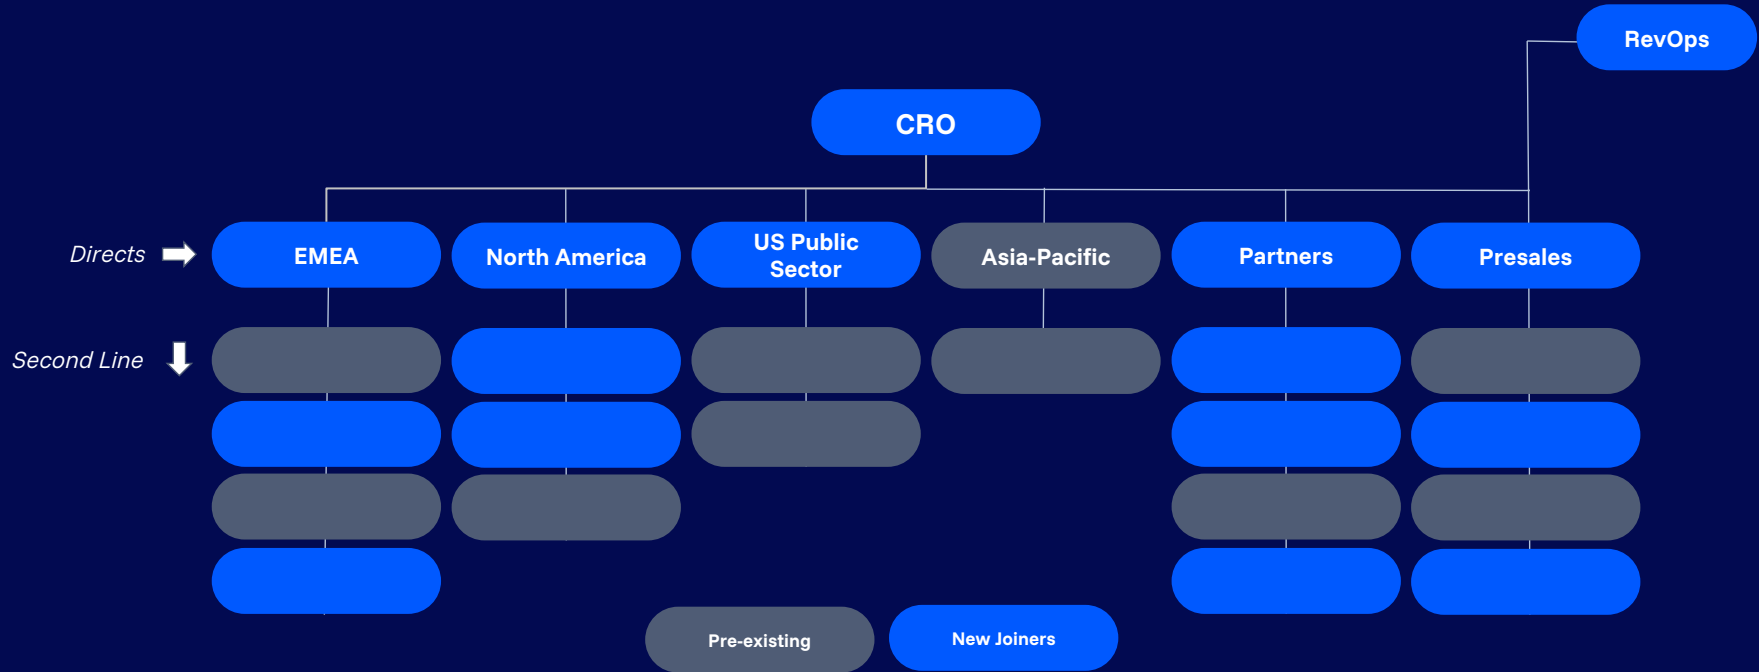 RevOps
CRO
Directs
EMEA
North America
US Public
Sector
Asia-Pacific
Partners
Presales
Second Line
Pre-existing
New Joiners